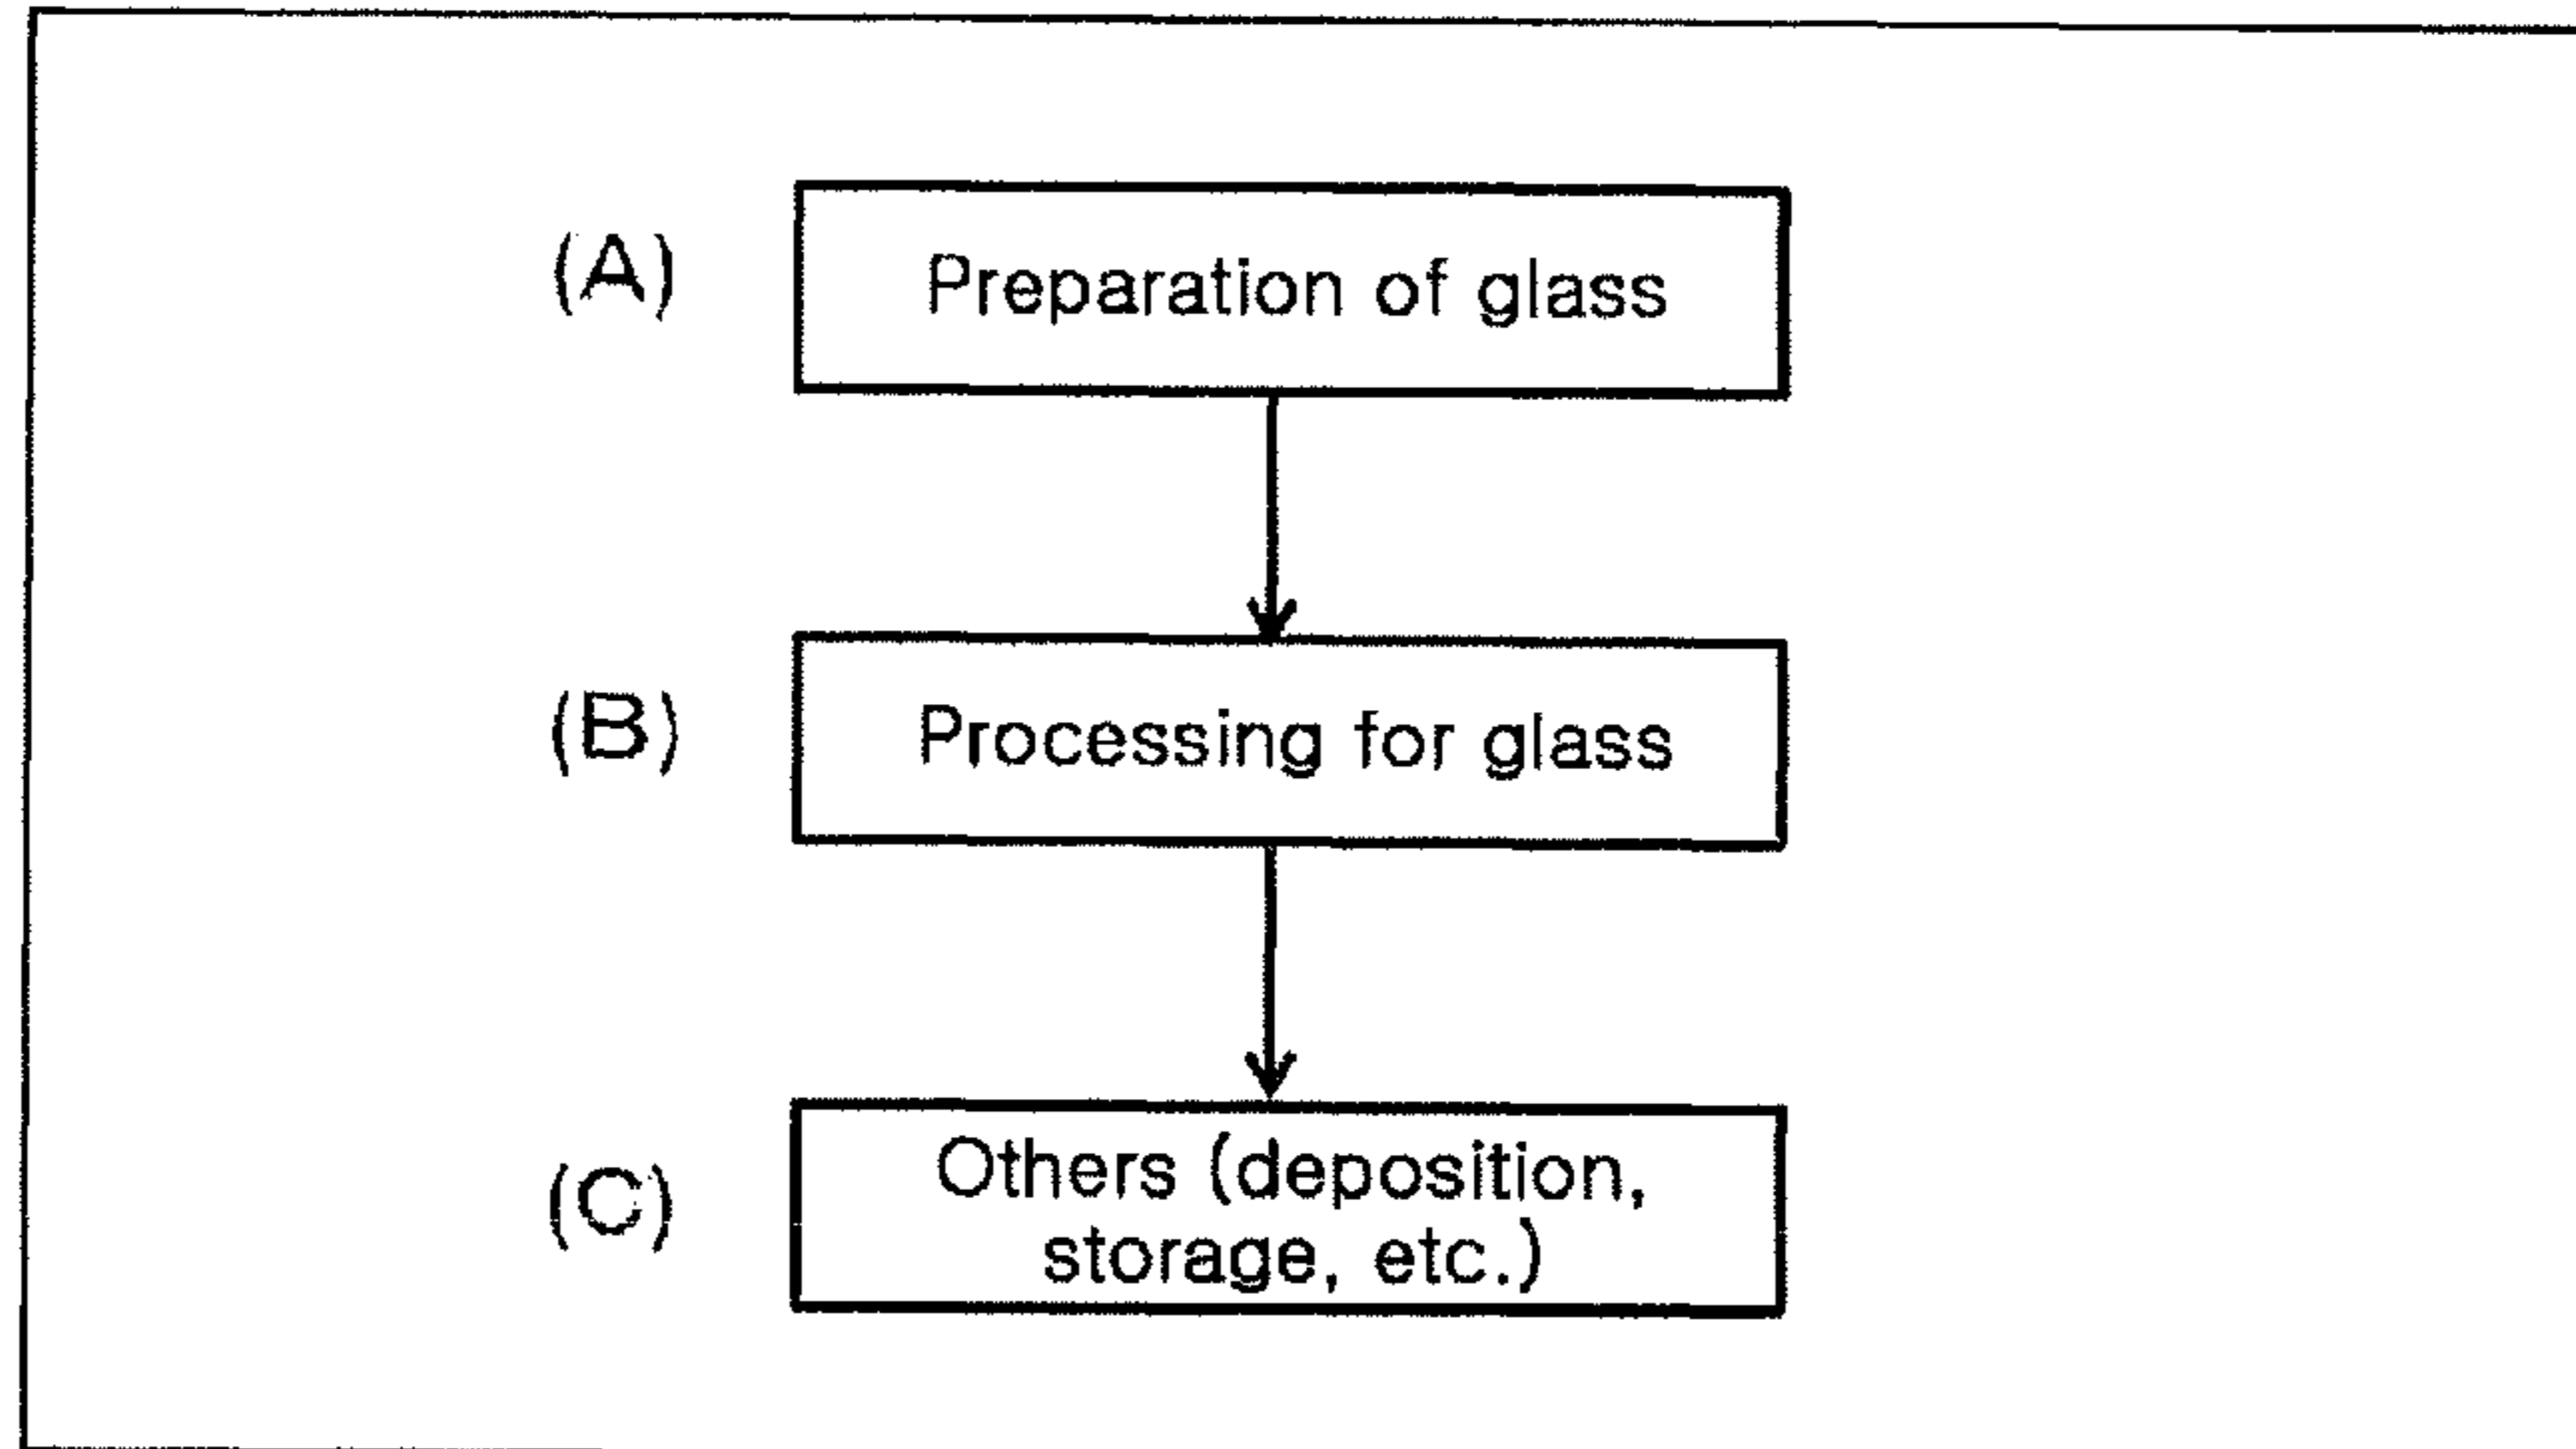 (A) Preparation of glass
(B) Processing for glass
(C) Others (deposition,
storage, etc.)